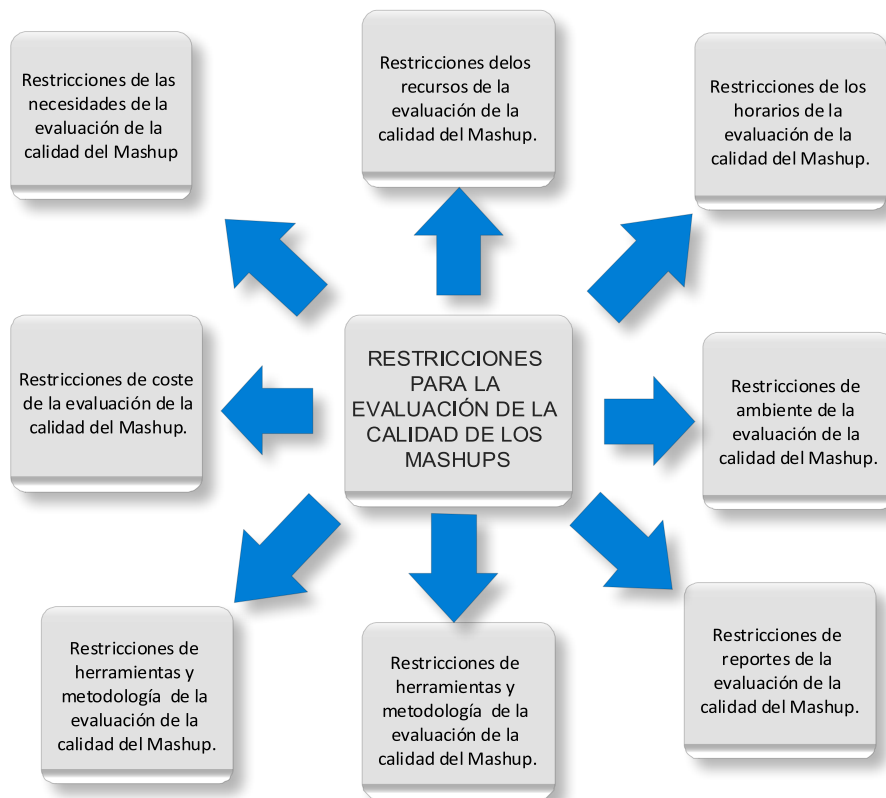 Restricciones de las
necesidades de la
evaluación de la
calidad del Mashup
Restricciones delos
recursos de la
evaluación de la
calidad del Mashup.
Restricciones de los
horarios de la
evaluación de la
calidad del Mashup.
Restricciones de coste
de la evaluación de la
calidad del Mashup.
RESTRICCIONES
PARA LA
EVALUACIÓN DE LA
CALIDAD DE LOS
MASHUPS
Restricciones de
ambiente de la
evaluación de la
calidad del Mashup.
Restricciones de
herramientas y
metodología  de la
evaluación de la
calidad del Mashup.
Restricciones de
herramientas y
metodología  de la
evaluación de la
calidad del Mashup.
Restricciones de
reportes de la
evaluación de la
calidad del Mashup.